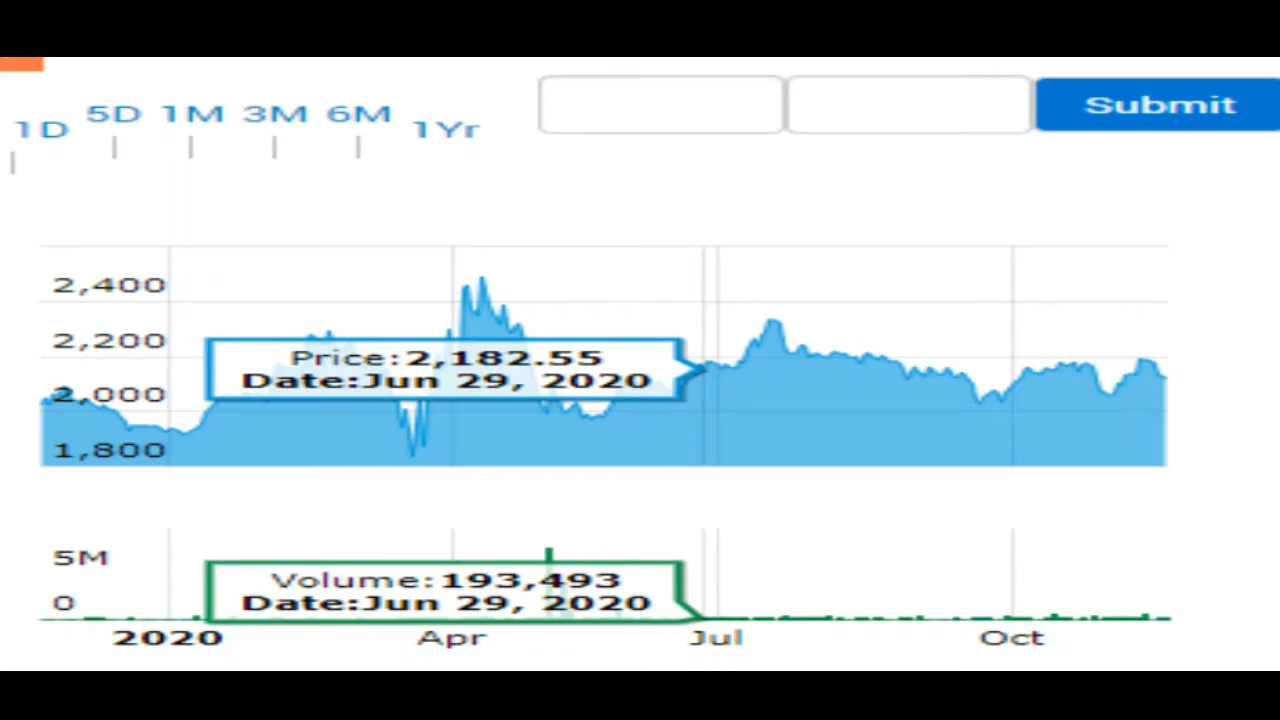 1D 5D 1M 3M 6M 1Yr
Submit
2,400
2,200
Price:2,182.55
Date:Jun 29, 2020
2,000
1,800
5M
Volume:193,493
0
Date:Jun 29, 2020
2020 Apr Jul Oct